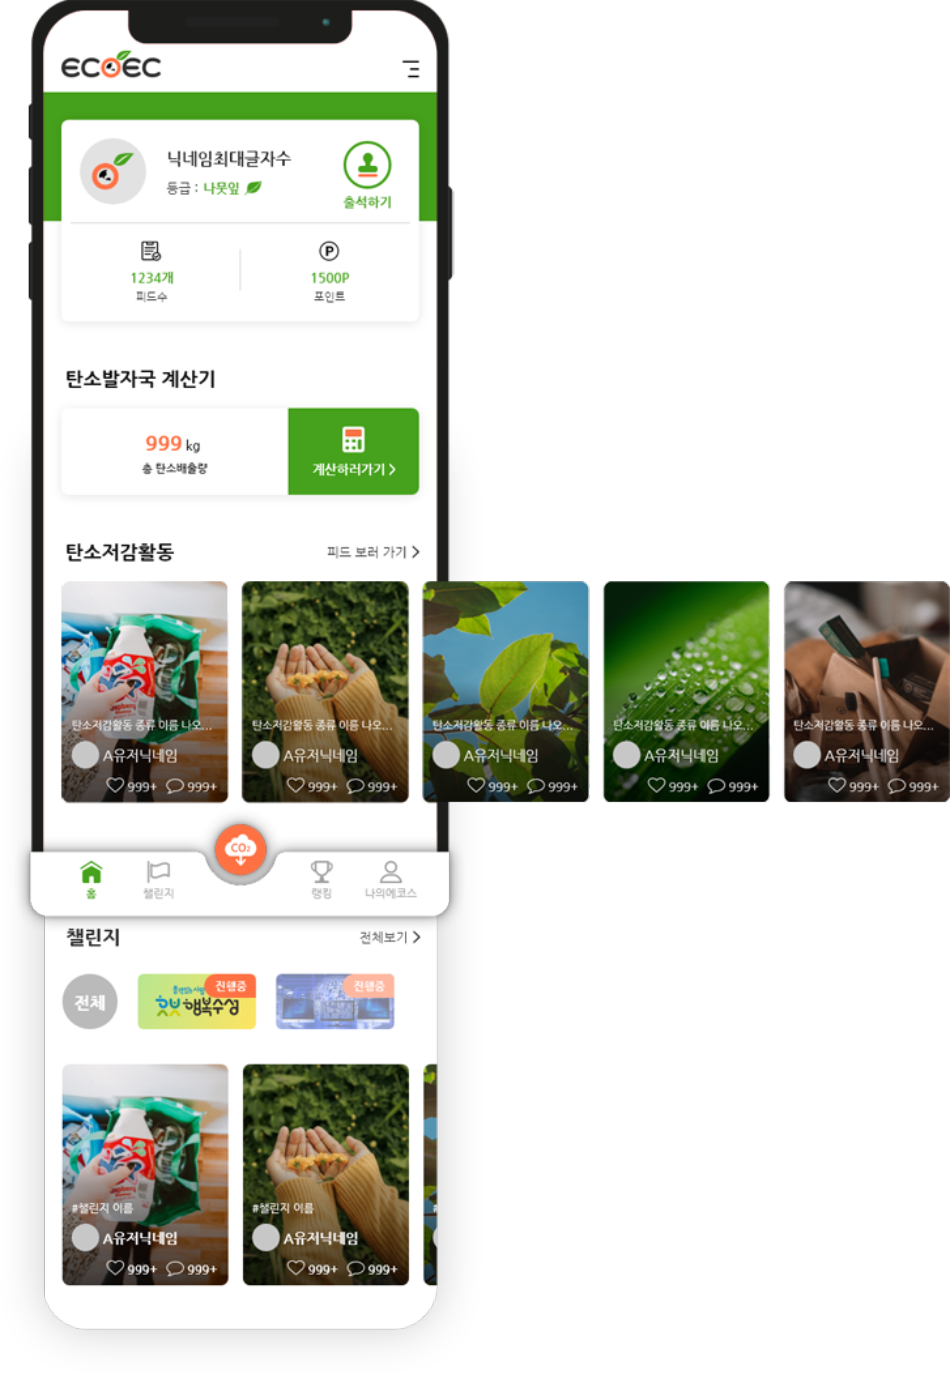 ECOEC
닉네임최대글자수
등급 : 나뭇잎
출석하기
1234개
피드수
1500P
포인트
탄소발자국 계산기
999 kg
총 탄소배출량
계산하러가기 >
탄소저감활동
피드 보러 가기 >
탄소저감활동 종류 이름 나오...
A유저닉네임
999+ 999+
탄소저감활동 종류 이름 나오...
A유저닉네임
999+ 999+
탄소저감활동 종류 이름 나오...
A유저닉네임
999+ 999+
탄소저감활동 종류 이름 나오...
A유저닉네임
999+ 999+
탄소저감활동 종류 이름 나오...
A유저닉네임
999+ 999+
CO₂
홈
챌린지
랭킹
나의에코스
챌린지
전체보기 >
전체
진행중
행복수성
진행중
#챌린지 이름
A유저닉네임
999+ 999+
#챌린지 이름
A유저닉네임
999+ 999+
#